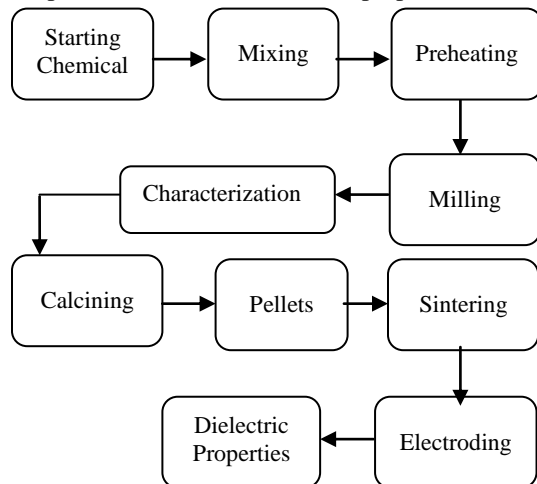 Starting
Chemical
Mixing
Preheating
Milling
Characterization
Calcining
Pellets
Sintering
Electroding
Dielectric
Properties